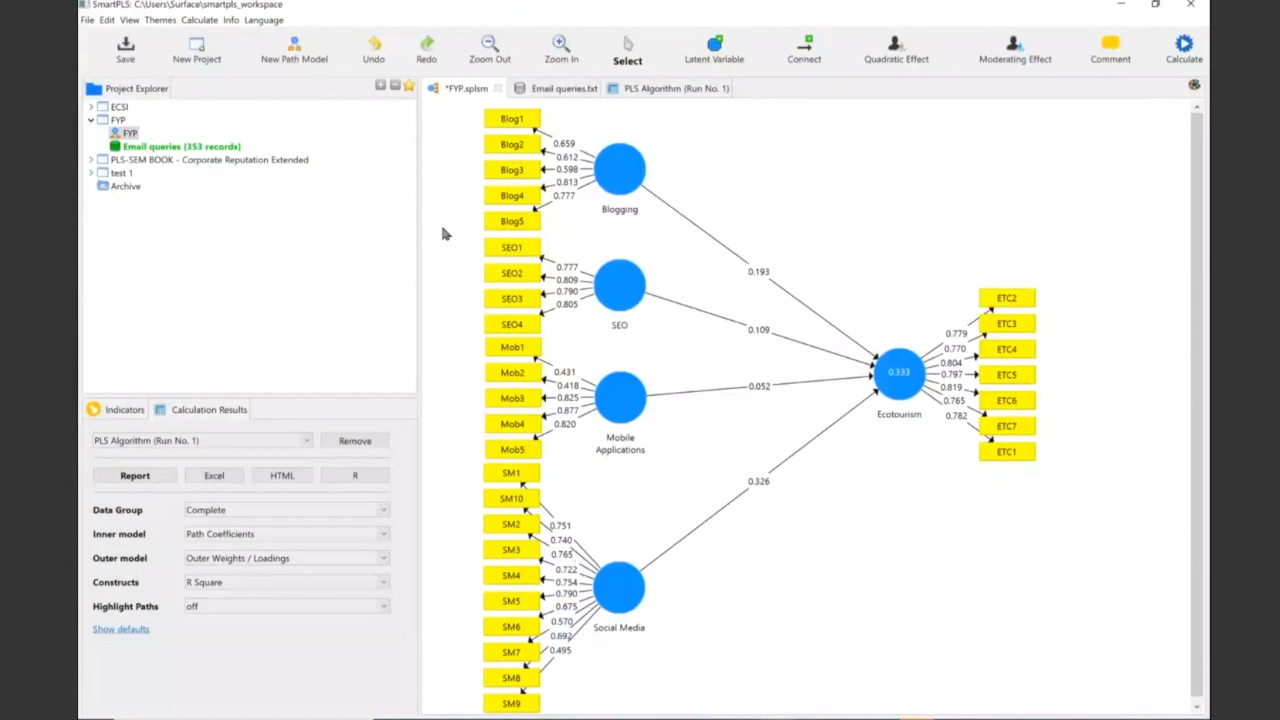 SmartPLS: C:\Users\Surface\smartpls_workspace
File Edit View Themes Calculate Info Language
Save New Project New Path Model Undo Redo Zoom Out Zoom In Select Latent Variable Connect Quadratic Effect Moderating Effect Comment Calculate
Project Explorer
ECSI
FYP
FYP
Email queries [353 records]
PLS-SEM BOOK - Corporate Reputation Extended
test 1
Archive
Indicators Calculation Results
PLS Algorithm (Run No. 1) Remove
Report Excel HTML R
Data Group Complete
Inner model Path Coefficients
Outer model Outer Weights / Loadings
Constructs R Square
Highlight Paths off
Show defaults
*FYP.splsm Email queries.txt PLS Algorithm (Run No. 1)
Blog1
Blog2
Blog3
Blog4
Blog5
0.659
0.612
0.598
0.813
0.777
Blogging
SEO1
SEO2
SEO3
SEO4
0.777
0.809
0.790
0.805
SEO
Mob1
Mob2
Mob3
Mob4
Mob5
0.431
0.418
0.825
0.877
0.820
Mobile
Applications
SM1
SM10
SM2
SM3
SM4
SM5
SM6
SM7
SM8
SM9
0.751
0.740
0.765
0.722
0.754
0.790
0.675
0.570
0.692
0.495
Social Media
0.193
0.109
0.052
0.326
0.333
Ecotourism
0.779
0.770
0.804
0.797
0.819
0.765
0.782
ETC2
ETC3
ETC4
ETC5
ETC6
ETC7
ETC1